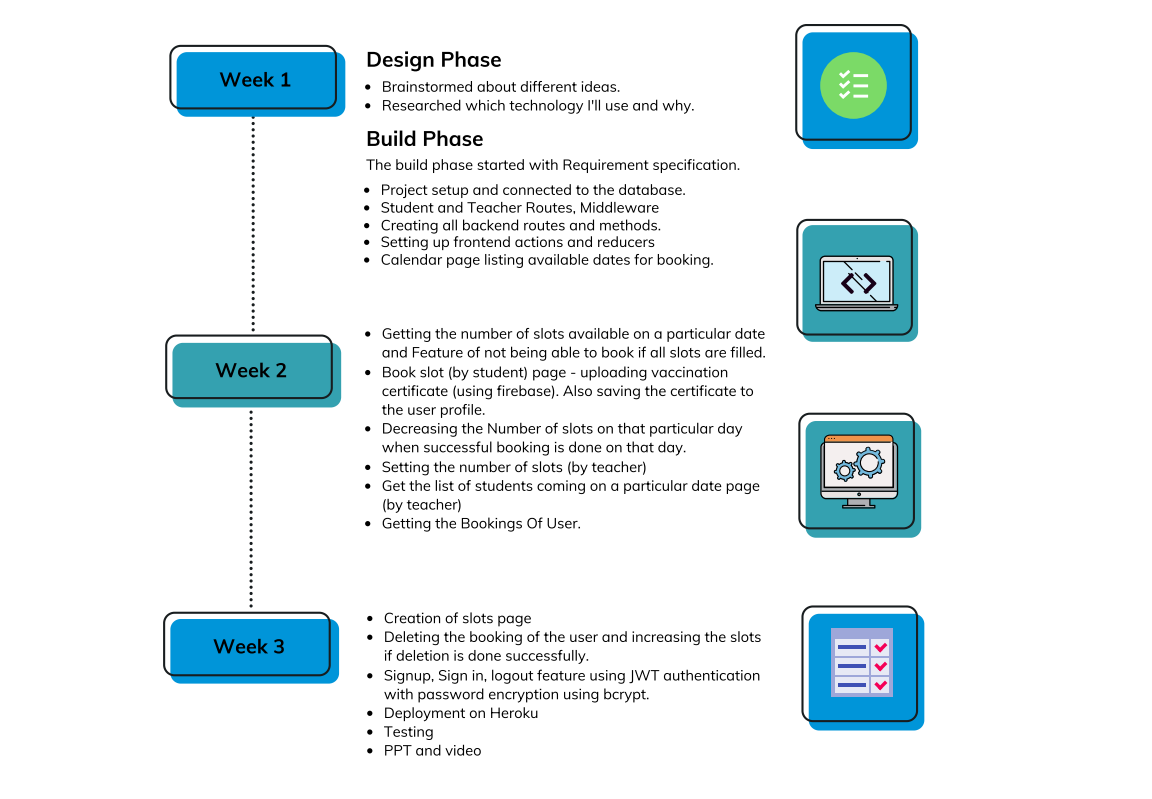 Week 1
Design Phase
• Brainstormed about different ideas.
• Researched which technology I'll use and why.
Build Phase
The build phase started with Requirement specification.
• Project setup and connected to the database.
• Student and Teacher Routes, Middleware
• Creating all backend routes and methods.
• Setting up frontend actions and reducers
• Calendar page listing available dates for booking.
Week 2
• Getting the number of slots available on a particular date
and Feature of not being able to book if all slots are filled.
• Book slot (by student) page - uploading vaccination
certificate (using firebase). Also saving the certificate to
the user profile.
• Decreasing the Number of slots on that particular day
when successful booking is done on that day.
• Setting the number of slots (by teacher)
• Get the list of students coming on a particular date page
(by teacher)
• Getting the Bookings Of User.
Week 3
• Creation of slots page
• Deleting the booking of the user and increasing the slots
if deletion is done successfully.
• Signup, Sign in, logout feature using JWT authentication
with password encryption using bcrypt.
• Deployment on Heroku
• Testing
• PPT and video